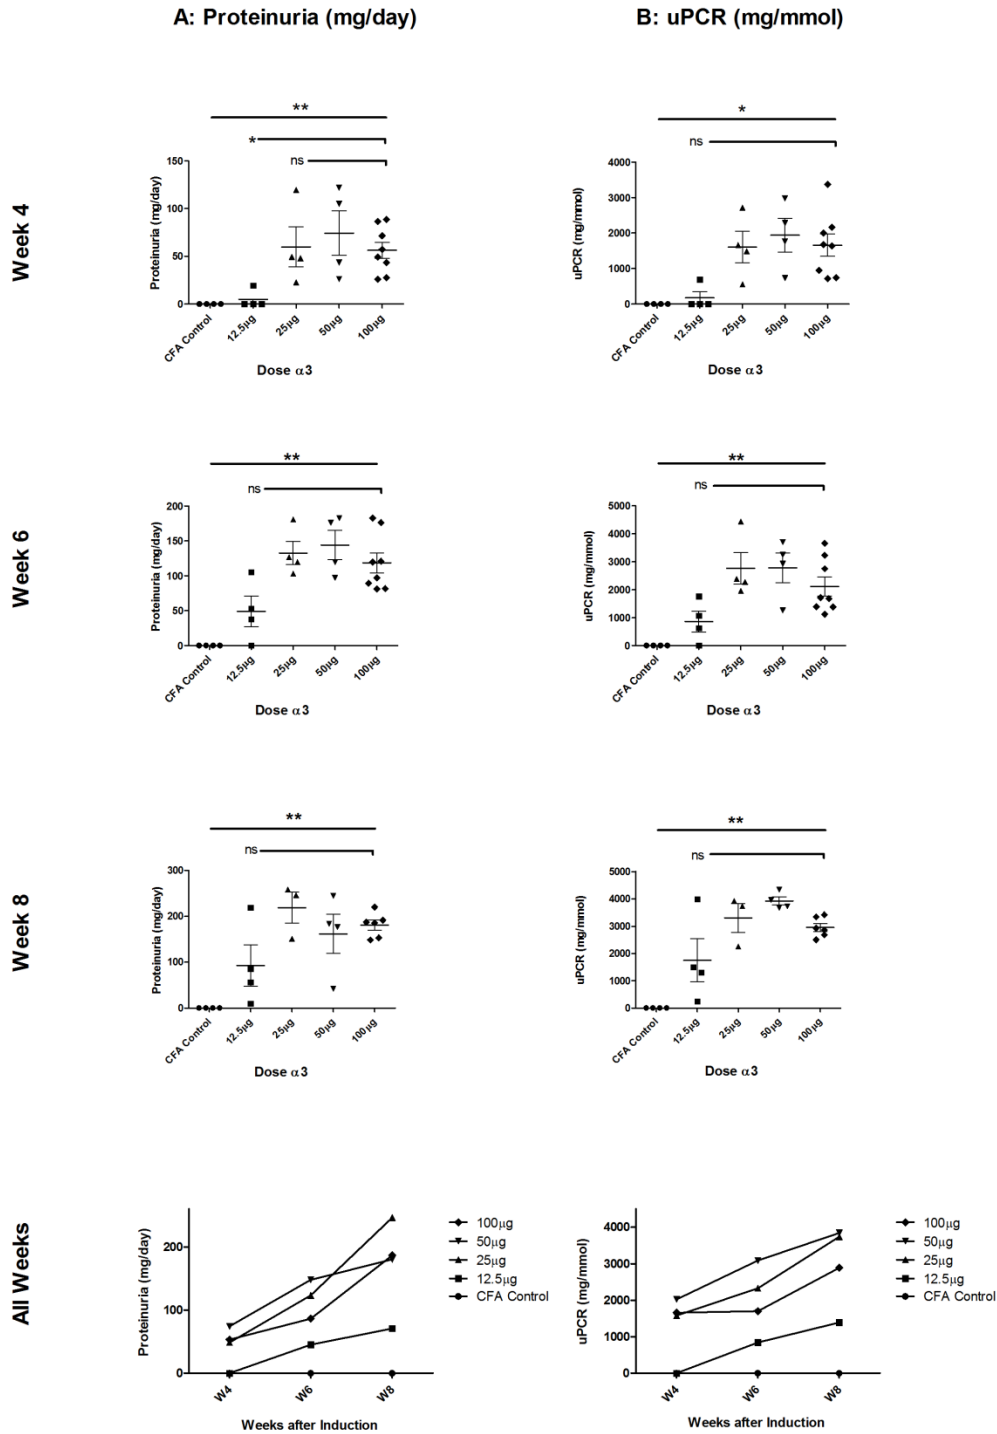 A: Proteinuria (mg/day)
B: uPCR (mg/mmol)
Week 4
**
*
ns
Proteinuria (mg/day)
150
100
50
0
CFA Control
12.5µg
25µg
50µg
100µg
Dose α3
*
ns
uPCR (mg/mmol)
4000
3000
2000
1000
0
CFA Control
12.5µg
25µg
50µg
100µg
Dose α3
Week 6
**
ns
Proteinuria (mg/day)
200
150
100
50
0
CFA Control
12.5µg
25µg
50µg
100µg
Dose α3
**
ns
uPCR (mg/mmol)
5000
4000
3000
2000
1000
0
CFA Control
12.5µg
25µg
50µg
100µg
Dose α3
Week 8
**
ns
Proteinuria (mg/day)
300
200
100
0
CFA Control
12.5µg
25µg
50µg
100µg
Dose α3
**
ns
uPCR (mg/mmol)
5000
4000
3000
2000
1000
0
CFA Control
12.5µg
25µg
50µg
100µg
Dose α3
All Weeks
Proteinuria (mg/day)
200
100
0
W4
W6
W8
Weeks after Induction
100µg
50µg
25µg
12.5µg
CFA Control
uPCR (mg/mmol)
4000
3000
2000
1000
0
W4
W6
W8
Weeks after Induction
100µg
50µg
25µg
12.5µg
CFA Control